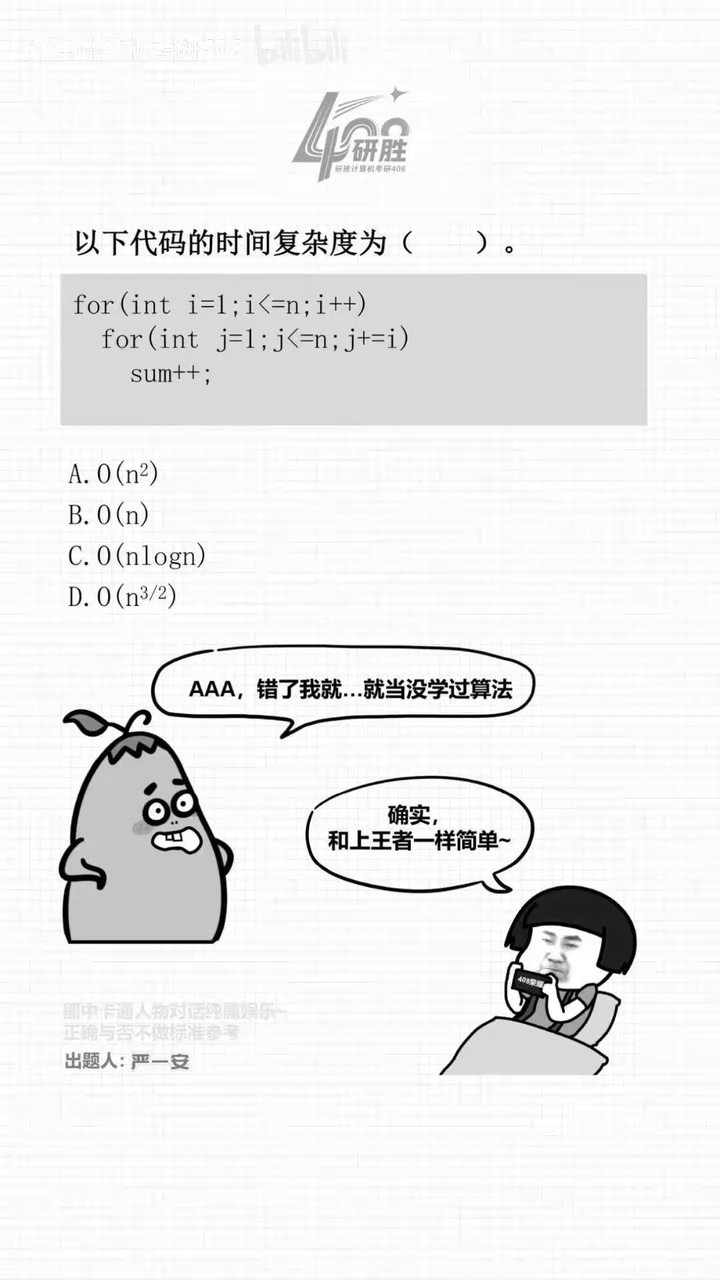 408
研胜
研胜计算机考研408
以下代码的时间复杂度为（　　）。
for(int i=1;i<=n;i++)
for(int j=1;j<=n;j+=i)
sum++;
A.O(n²)
B.O(n)
C.O(nlogn)
D.O(n³/²)
AAA，错了我就...就当没学过算法
确实，
和上王者一样简单~
408荣耀
图中卡通人物对话纯属娱乐~
正确与否不做标准参考
出题人：严一安